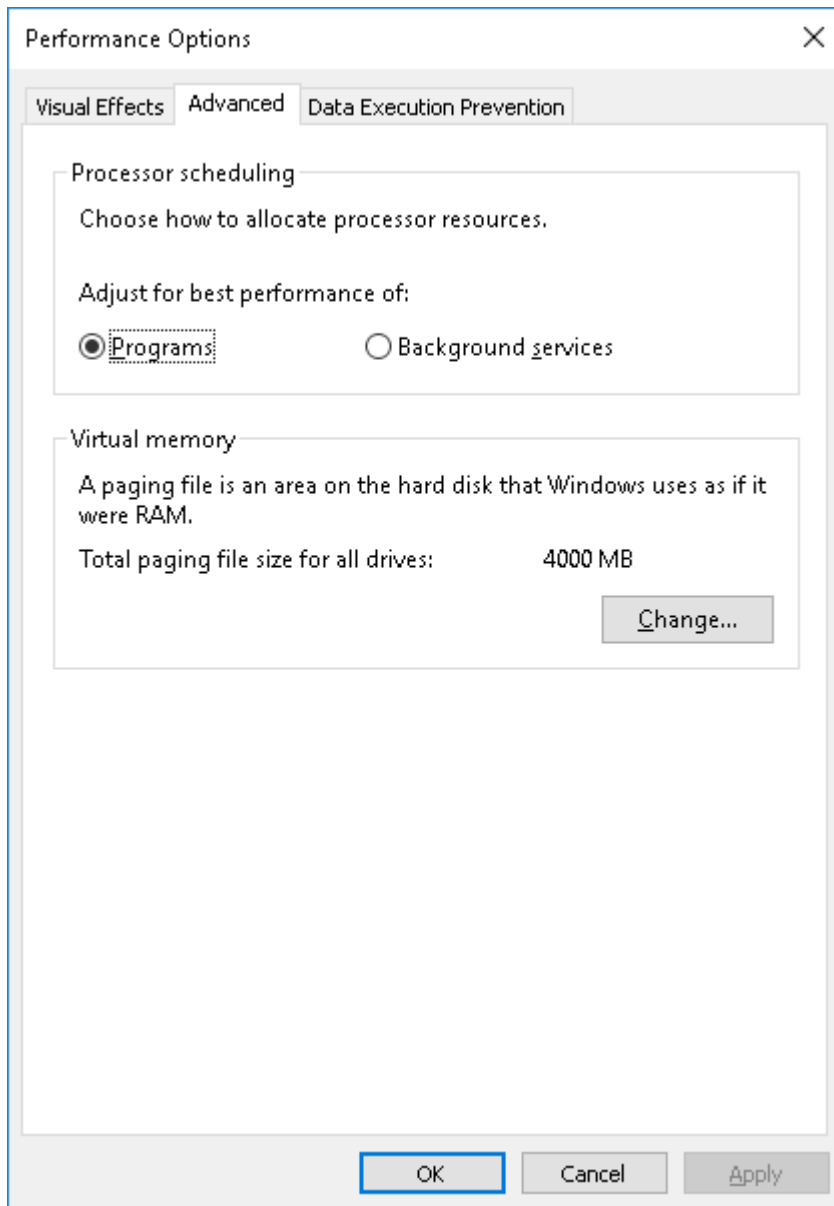 Performance Options
Visual Effects
Advanced
Data Execution Prevention
Processor scheduling
Choose how to allocate processor resources.
Adjust for best performance of:
Programs
Background services
Virtual memory
A paging file is an area on the hard disk that Windows uses as if it
were RAM.
Total paging file size for all drives: 4000 MB
Change...
OK
Cancel
Apply